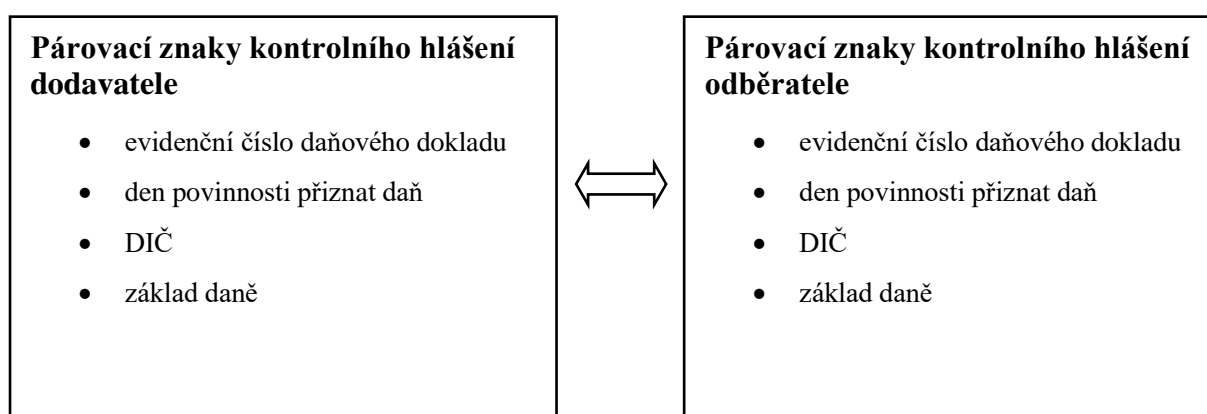 Párovací znaky kontrolního hlášení
dodavatele
• evidenční číslo daňového dokladu
• den povinnosti přiznat daň
• DIČ
• základ daně
Párovací znaky kontrolního hlášení
odběratele
• evidenční číslo daňového dokladu
• den povinnosti přiznat daň
• DIČ
• základ daně